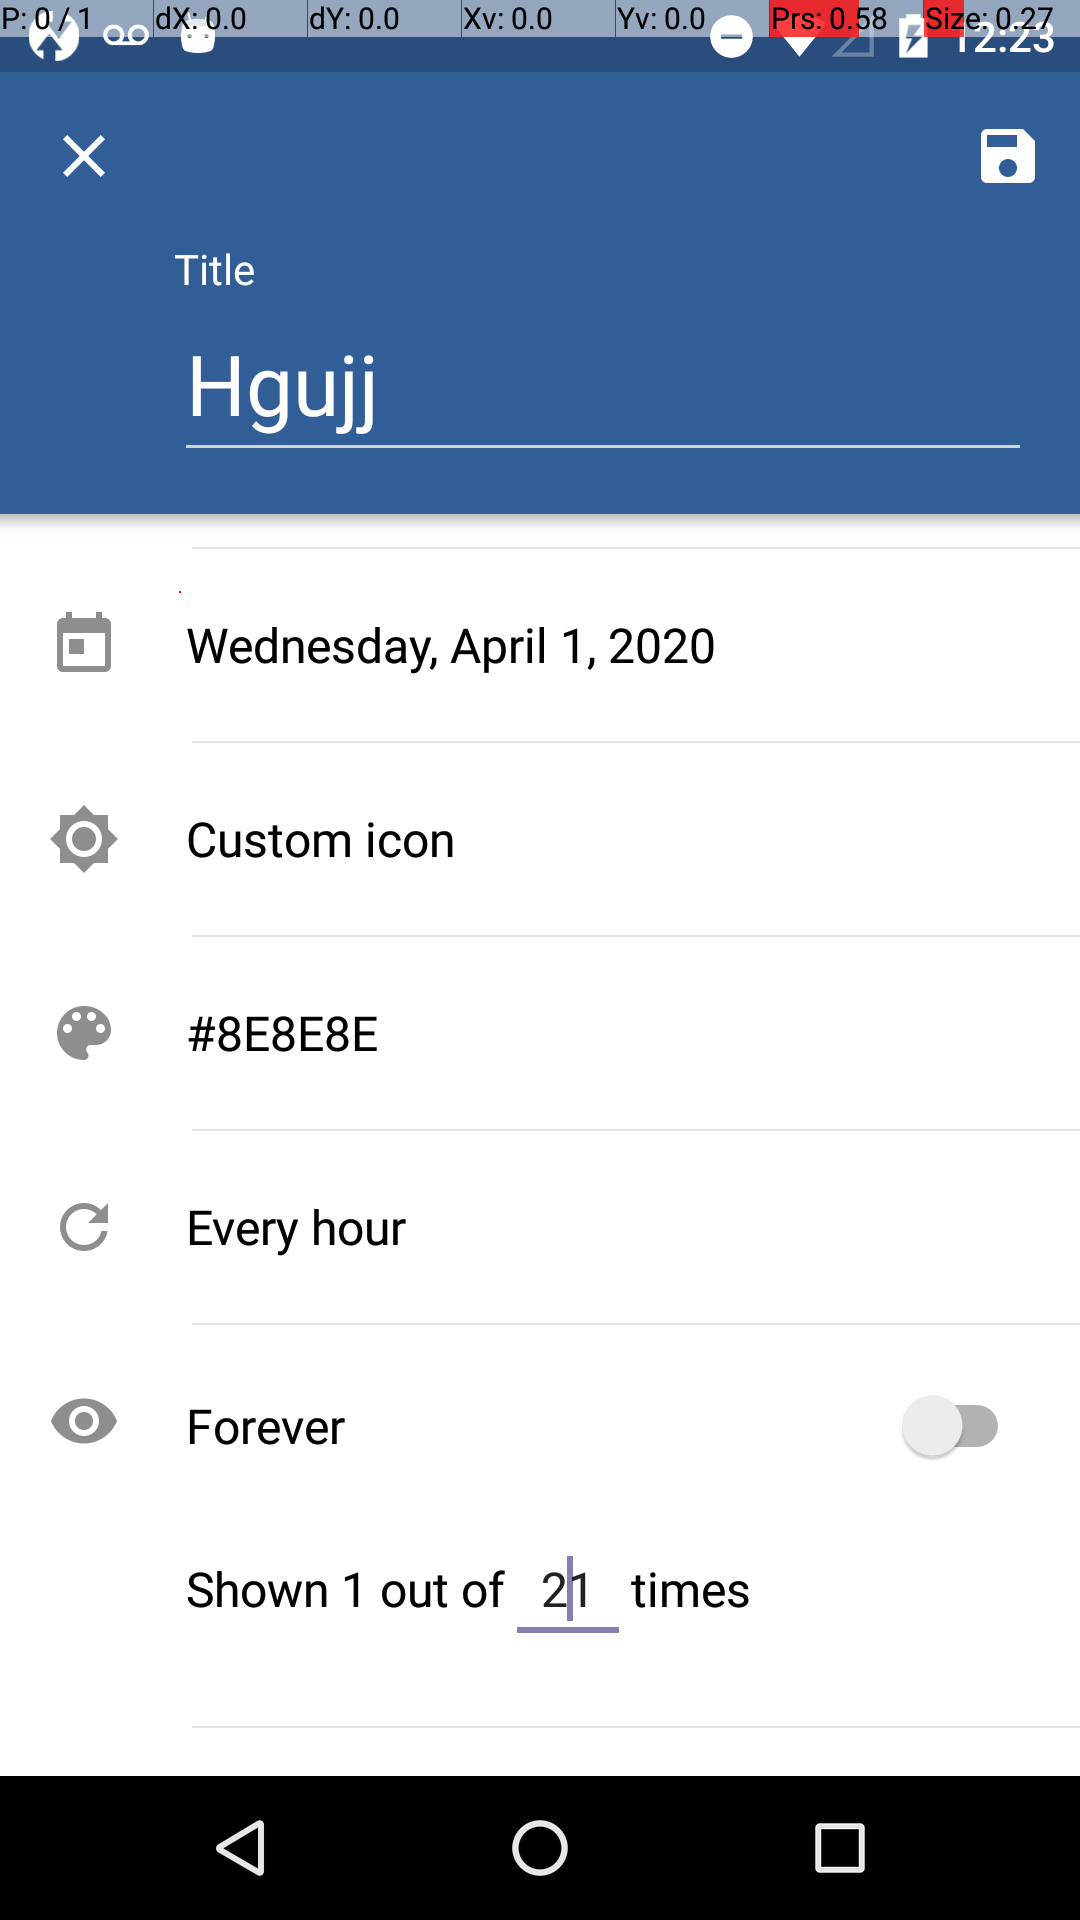 P: 0 / 1 dX: 0.0 dY: 0.0 Xv: 0.0 Yv: 0.0 Prs: 0.58 Size: 0.27
12:23
Title
Hgujj
Wednesday, April 1, 2020
Custom icon
#8E8E8E
Every hour
Forever
Shown 1 out of 21 times